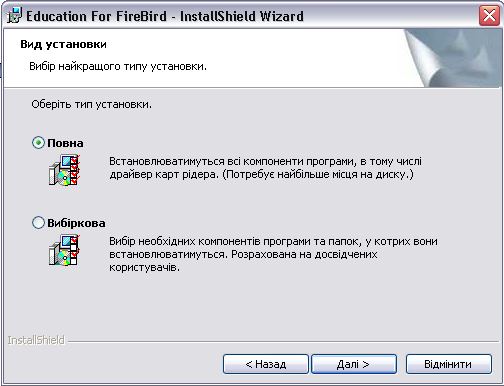 Education For FireBird - InstallShield Wizard
Вид установки
Вибір найкращого типу установки.
Оберіть тип установки.
Повна
Встановлюватимуться всі компоненти програми, в тому числі
драйвер карт рідера. (Потребує найбільше місця на диску.)
Вибіркова
Вибір необхідних компонентів програми та папок, у котрих вони
встановлюватимуться. Розрахована на досвідчених
користувачів.
InstallShield
< Назад
Далі >
Відмінити